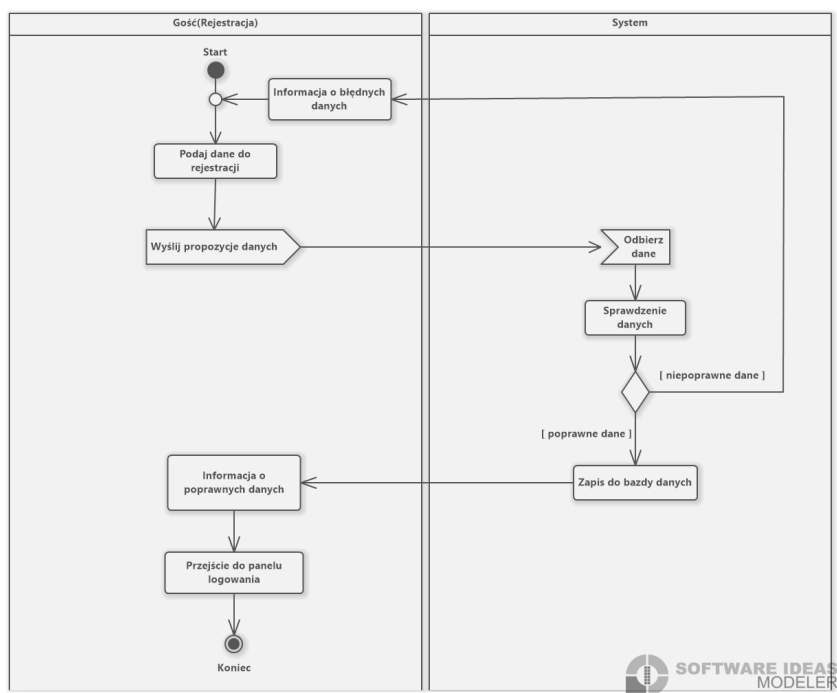 Gość(Rejestracja)
System
Start
Informacja o błędnych
danych
Podaj dane do
rejestracji
Wyślij propozycje danych
Odbierz
dane
Sprawdzenie
danych
[ niepoprawne dane ]
[ poprawne dane ]
Informacja o
poprawnych danych
Zapis do bazdy danych
Przejście do panelu
logowania
Koniec
SOFTWARE IDEAS
MODELER